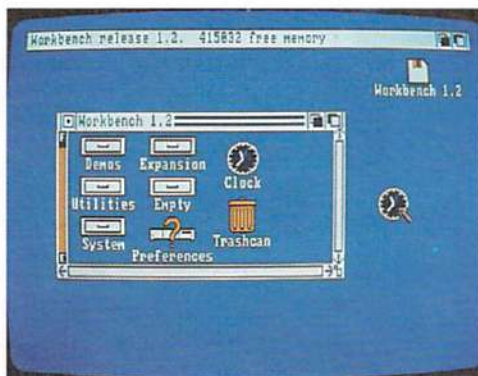 Workbench release 1.2. 415832 free memory
Workbench 1.2
Workbench 1.2
Demos Expansion Clock
Utilities Empty
System Preferences Trashcan